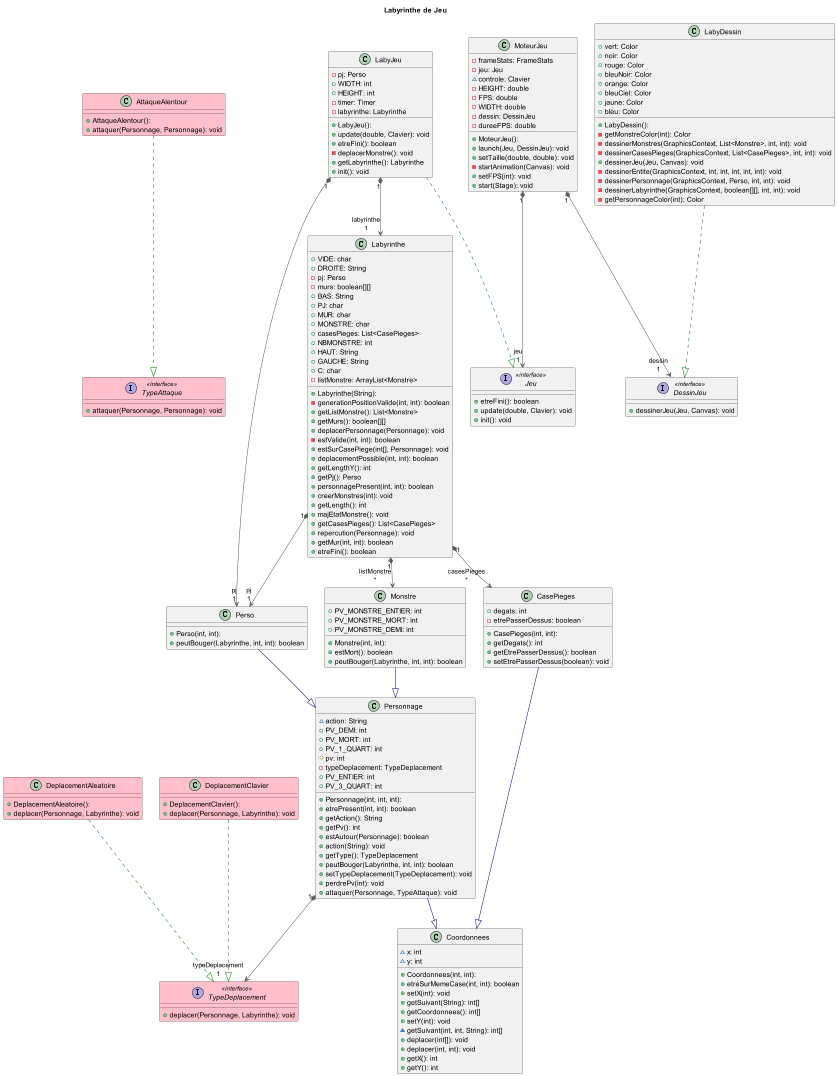 Labyrinthe de Jeu
C LabyDessin
vert: Color
noir: Color
rouge: Color
bleuNoir: Color
orange: Color
bleuCiel: Color
jaune: Color
bleu: Color
LabyDessin():
getMonstreColor(int): Color
dessinerMonstres(GraphicsContext, List<Monstre>, int, int): void
dessinerCasesPieges(GraphicsContext, List<CasePieges>, int, int): void
dessinerJeu(Jeu, Canvas): void
dessinerEntite(GraphicsContext, int, int, int, int, int): void
dessinerPersonnage(GraphicsContext, Perso, int, int): void
dessinerLabyrinthe(GraphicsContext, boolean[][], int, int): void
getPersonnageColor(int): Color
C MoteurJeu
frameStats: FrameStats
jeu: Jeu
controle: Clavier
HEIGHT: double
FPS: double
WIDTH: double
dessin: DessinJeu
dureeFPS: double
MoteurJeu():
launch(Jeu, DessinJeu): void
setTaille(double, double): void
startAnimation(Canvas): void
setFPS(int): void
start(Stage): void
C LabyJeu
pj: Perso
WIDTH: int
HEIGHT: int
timer: Timer
labyrinthe: Labyrinthe
LabyJeu():
update(double, Clavier): void
etreFini(): boolean
deplacerMonstre(): void
getLabyrinthe(): Labyrinthe
init(): void
C AttaqueAlentour
AttaqueAlentour():
attaquer(Personnage, Personnage): void
1
1
1
1
labyrinthe
1
C Labyrinthe
VIDE: char
DROITE: String
pj: Perso
murs: boolean[][]
BAS: String
PJ: char
MUR: char
MONSTRE: char
casesPieges: List<CasePieges>
NBMONSTRE: int
HAUT: String
GAUCHE: String
C: char
listMonstre: ArrayList<Monstre>
Labyrinthe(String):
generationPositionValide(int, int): boolean
getListMonstre(): List<Monstre>
getMurs(): boolean[][]
deplacerPersonnage(Personnage): void
estValide(int, int): boolean
estSurCasePiege(int[], Personnage): void
deplacementPossible(int, int): boolean
getLengthY(): int
getPj(): Perso
personnagePresent(int, int): boolean
creerMonstres(int): void
getLength(): int
majEtatMonstre(): void
getCasesPieges(): List<CasePieges>
repercution(Personnage): void
getMur(int, int): boolean
etreFini(): boolean
jeu
1
dessin
1
I «interface»
TypeAttaque
attaquer(Personnage, Personnage): void
I «interface»
Jeu
etreFini(): boolean
update(double, Clavier): void
init(): void
I «interface»
DessinJeu
dessinerJeu(Jeu, Canvas): void
1
1
1
pj
1
pj
1
listMonstre
*
casesPieges
*
C Perso
Perso(int, int):
peutBouger(Labyrinthe, int, int): boolean
C Monstre
PV_MONSTRE_ENTIER: int
PV_MONSTRE_MORT: int
PV_MONSTRE_DEMI: int
Monstre(int, int):
estMort(): boolean
peutBouger(Labyrinthe, int, int): boolean
C CasePieges
degats: int
etrePasserDessus: boolean
CasePieges(int, int):
getDegats(): int
getEtrePasserDessus(): boolean
setEtrePasserDessus(boolean): void
C Personnage
action: String
PV_DEMI: int
PV_MORT: int
PV_1_QUART: int
pv: int
typeDeplacement: TypeDeplacement
PV_ENTIER: int
PV_3_QUART: int
Personnage(int, int, int):
etrePresent(int, int): boolean
getAction(): String
getPv(): int
estAutour(Personnage): boolean
action(String): void
getType(): TypeDeplacement
peutBouger(Labyrinthe, int, int): boolean
setTypeDeplacement(TypeDeplacement): void
perdrePv(int): void
attaquer(Personnage, TypeAttaque): void
C DeplacementAleatoire
DeplacementAleatoire():
deplacer(Personnage, Labyrinthe): void
C DeplacementClavier
DeplacementClavier():
deplacer(Personnage, Labyrinthe): void
1
typeDeplacement
1
I «interface»
TypeDeplacement
deplacer(Personnage, Labyrinthe): void
C Coordonnees
x: int
y: int
Coordonnees(int, int):
etreSurMemeCase(int, int): boolean
setX(int): void
getSuivant(String): int[]
getCoordonnees(): int[]
setY(int): void
getSuivant(int, int, String): int[]
deplacer(int[]): void
deplacer(int, int): void
getX(): int
getY(): int